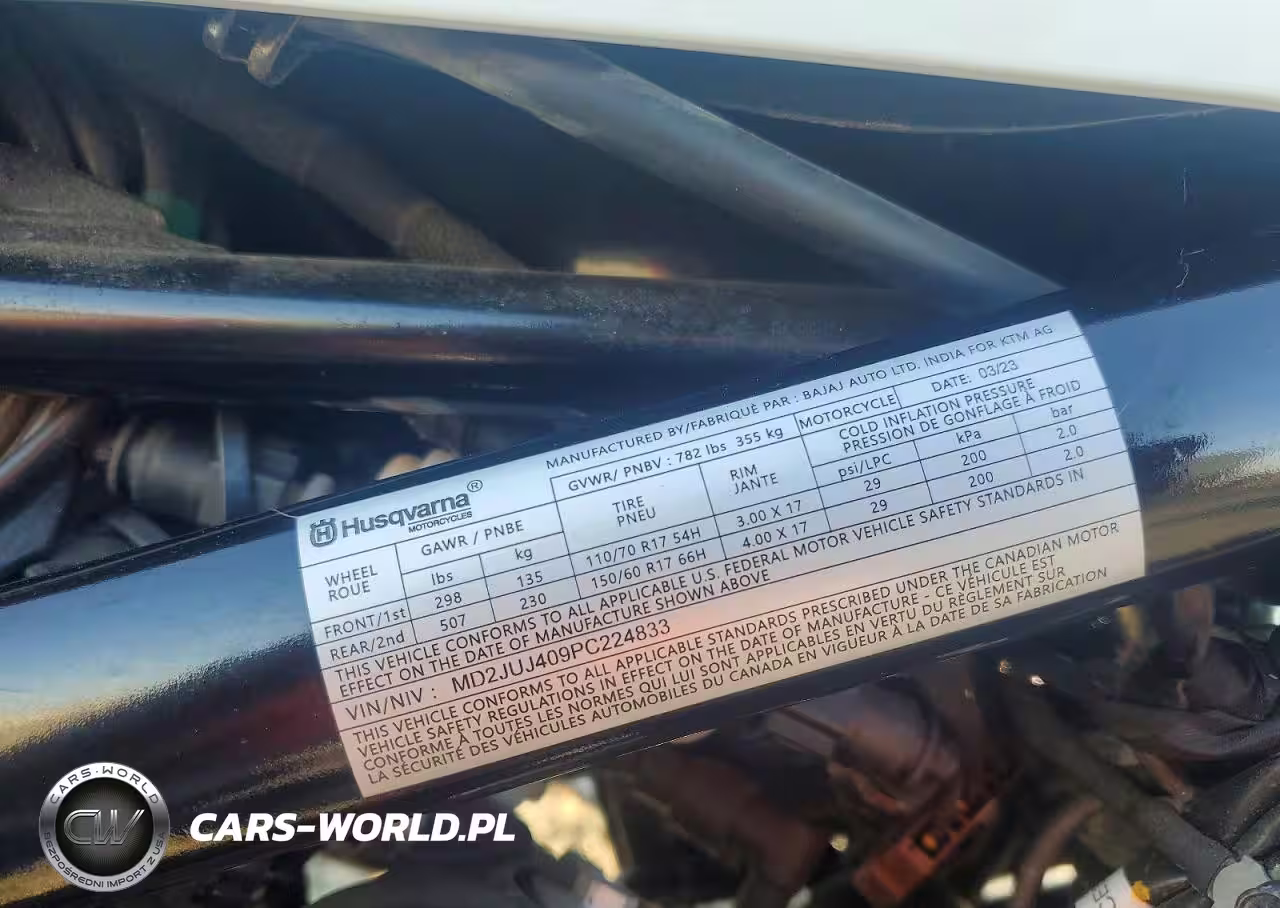 MANUFACTURED BY/FABRIQUÉ PAR : BAJAJ AUTO LTD. INDIA FOR KTM AG
Husqvarna®
MOTORCYCLES
GVWR/ PNBV : 782 lbs 355 kg MOTORCYCLE DATE: 03/23
WHEEL
ROUE
GAWR / PNBE
lbs kg
TIRE
PNEU
RIM
JANTE
COLD INFLATION PRESSURE
PRESSION DE GONFLAGE À FROID
psi/LPC kPa bar
FRONT/1st 298 135 110/70 R17 54H 3.00 X 17 29 200 2.0
REAR/2nd 507 230 150/60 R17 66H 4.00 X 17 29 200 2.0
THIS VEHICLE CONFORMS TO ALL APPLICABLE U.S. FEDERAL MOTOR VEHICLE SAFETY STANDARDS IN
EFFECT ON THE DATE OF MANUFACTURE SHOWN ABOVE
VIN/NIV : MD2JUJ409PC224833
THIS VEHICLE CONFORMS TO ALL APPLICABLE STANDARDS PRESCRIBED UNDER THE CANADIAN MOTOR
VEHICLE SAFETY REGULATIONS IN EFFECT ON THE DATE OF MANUFACTURE - CE VÉHICULE EST
CONFORME À TOUTES LES NORMES QUI LUI SONT APPLICABLES EN VERTU DU RÈGLEMENT SUR
LA SÉCURITÉ DES VÉHICULES AUTOMOBILES DU CANADA EN VIGUEUR À LA DATE DE SA FABRICATION
CARS-WORLD
CW
BEZPOŚREDNI IMPORT Z USA
CARS-WORLD.PL